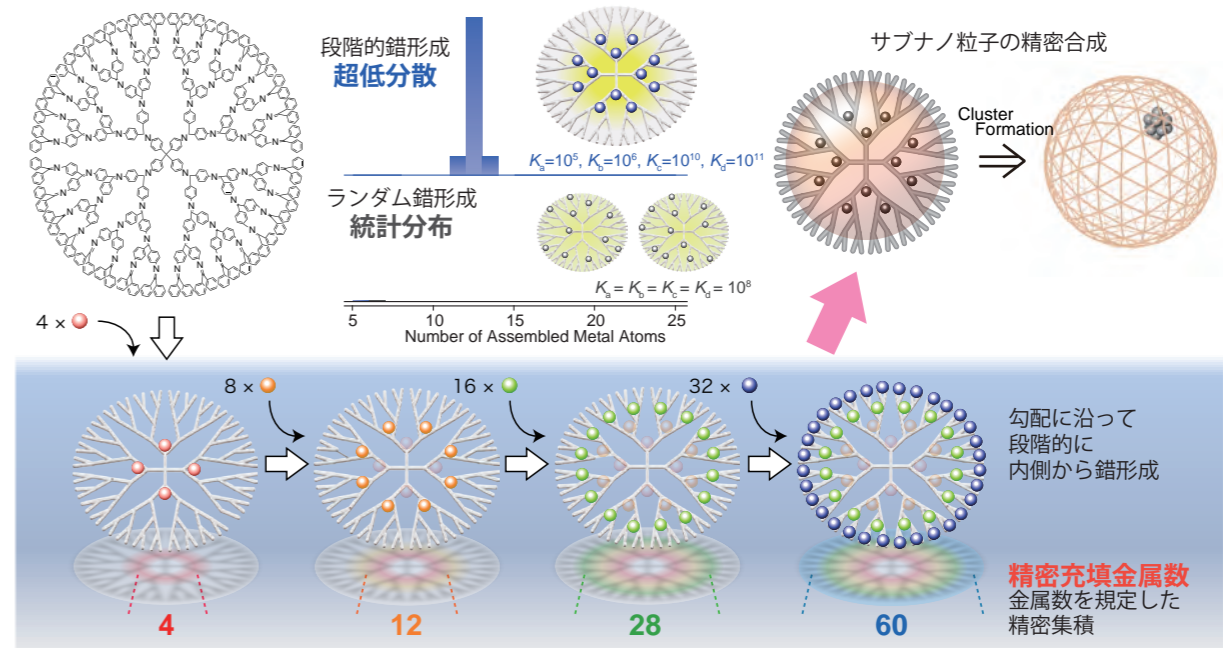 段階的錯形成
超低分散
Ka=10⁵, Kb=10⁶, Kc=10¹⁰, Kd=10¹¹
ランダム錯形成
統計分布
Ka = Kb = Kc = Kd = 10⁸
5 10 15 20 25
Number of Assembled Metal Atoms
サブナノ粒子の精密合成
Cluster
Formation
4 ×
8 ×
16 ×
32 ×
勾配に沿って
段階的に
内側から錯形成
精密充填金属数
金属数を規定した
精密集積
4 12 28 60